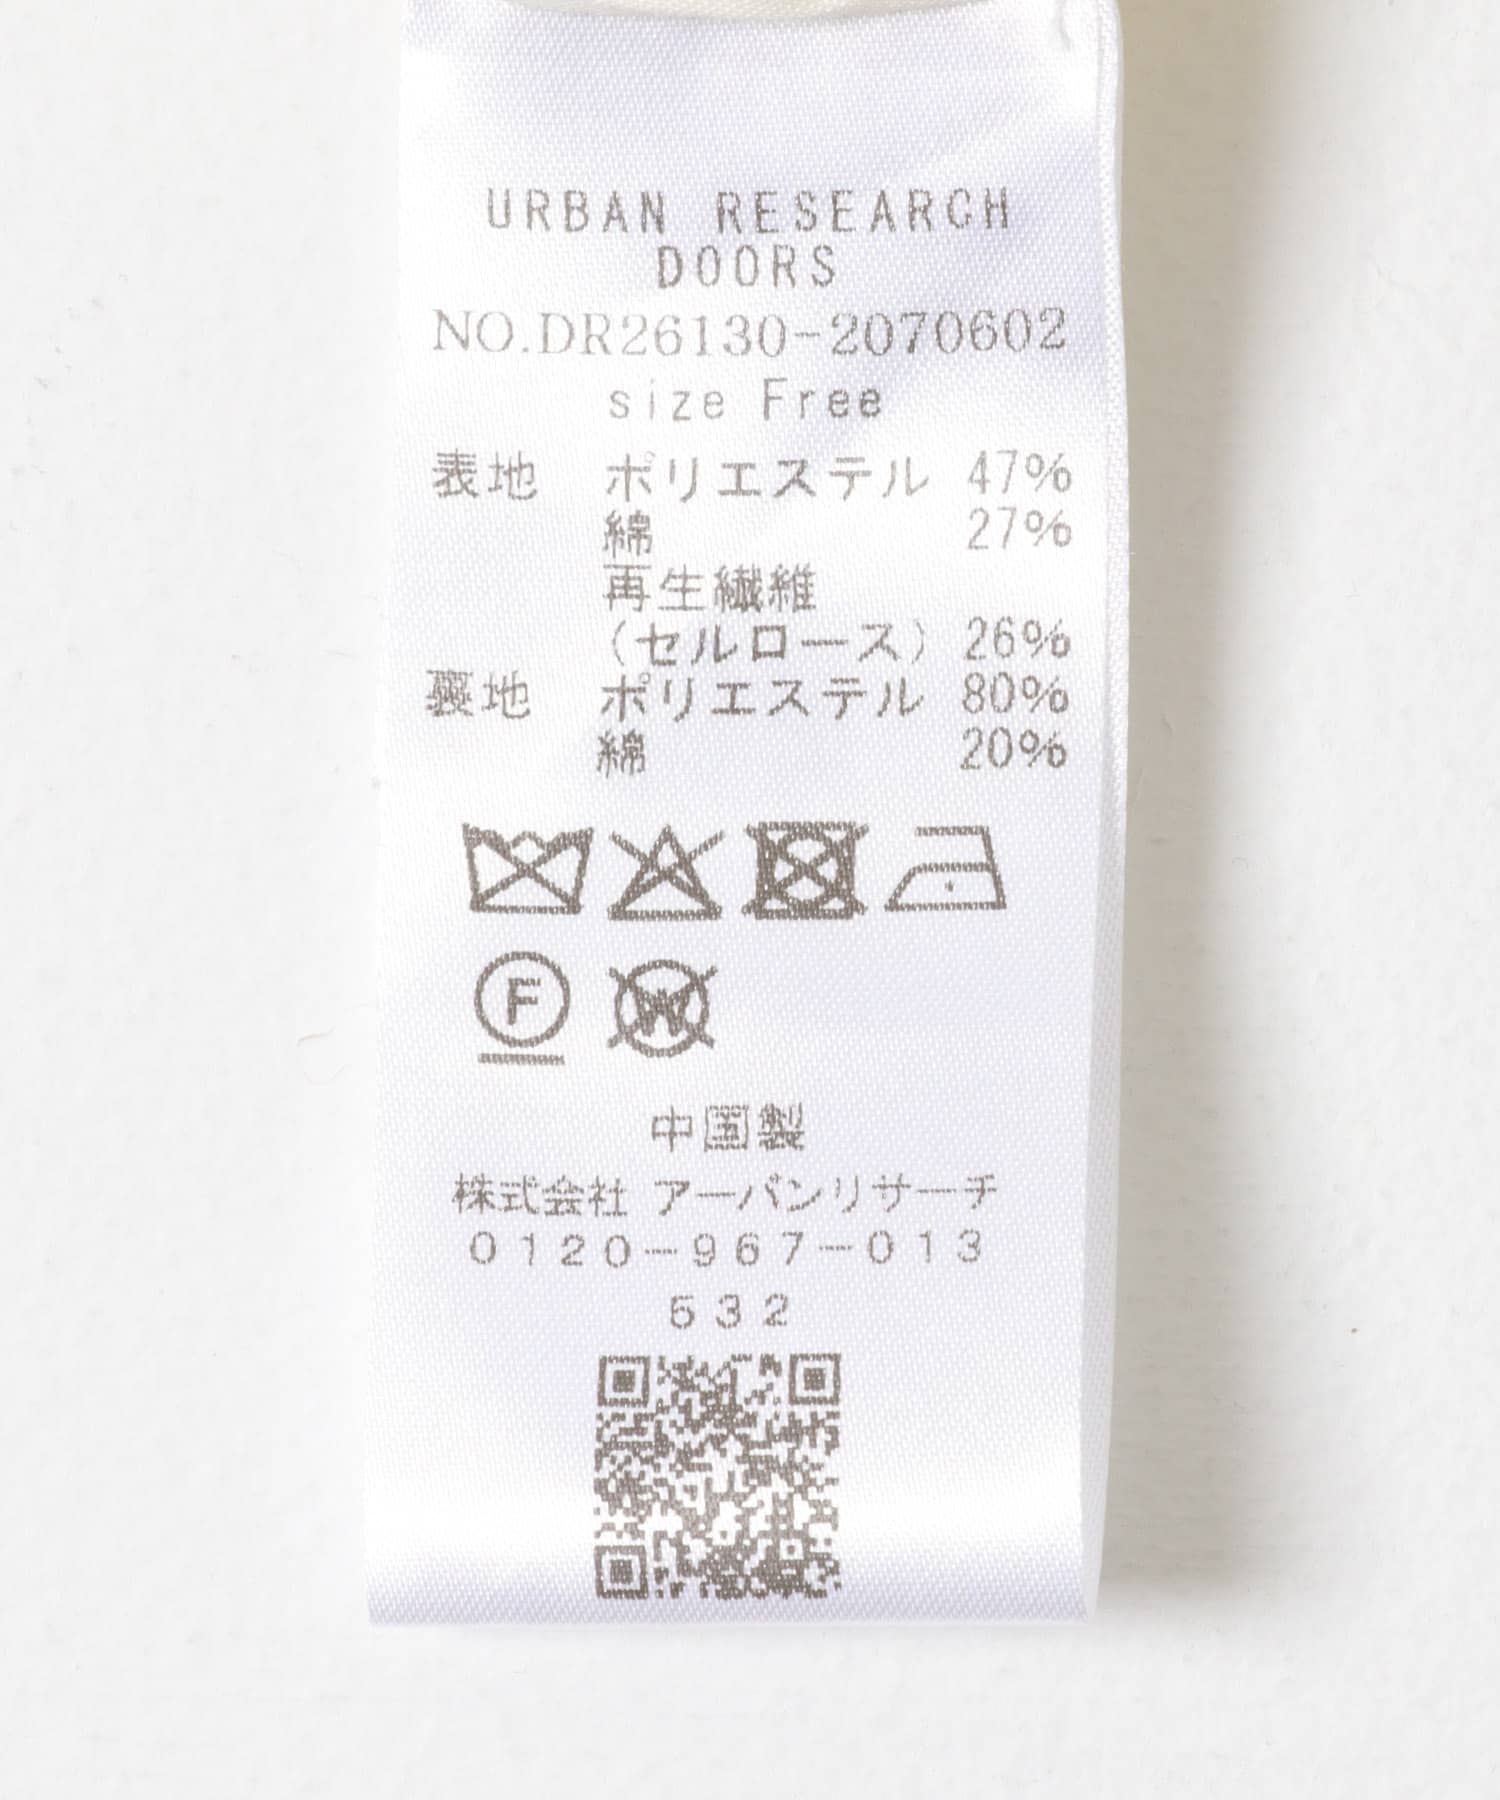 URBAN RESEARCH
DOORS
NO.DR26130-2070602
size Free
表地 ポリエステル 47%
綿 27%
再生繊維
(セルロース) 26%
裏地 ポリエステル 80%
綿 20%
F
W
中国製
株式会社 アーバンリサーチ
0120-967-013
532